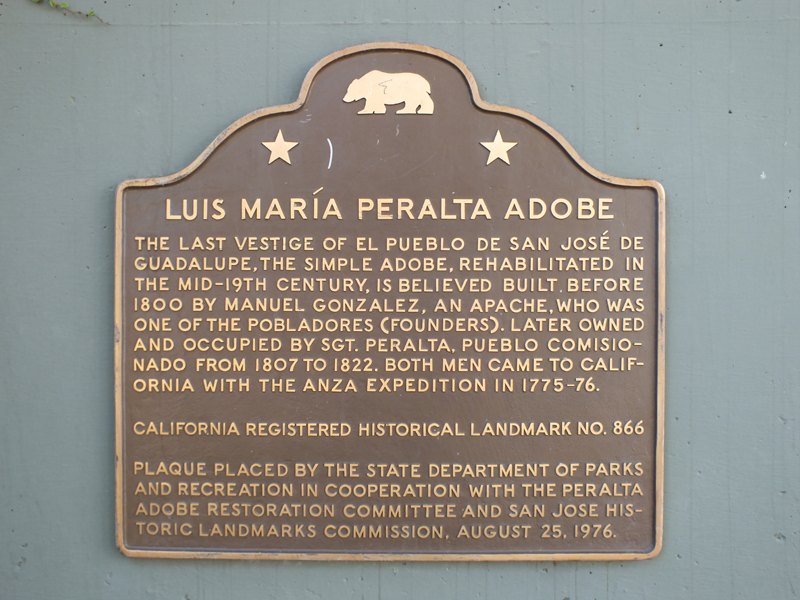 LUIS MARÍA PERALTA ADOBE
THE LAST VESTIGE OF EL PUEBLO DE SAN JOSÉ DE
GUADALUPE, THE SIMPLE ADOBE, REHABILITATED IN
THE MID-19TH CENTURY, IS BELIEVED BUILT BEFORE
1800 BY MANUEL GONZALEZ, AN APACHE, WHO WAS
ONE OF THE POBLADORES (FOUNDERS). LATER OWNED
AND OCCUPIED BY SGT. PERALTA, PUEBLO COMISIO-
NADO FROM 1807 TO 1822. BOTH MEN CAME TO CALIF-
ORNIA WITH THE ANZA EXPEDITION IN 1775-76.
CALIFORNIA REGISTERED HISTORICAL LANDMARK NO. 866
PLAQUE PLACED BY THE STATE DEPARTMENT OF PARKS
AND RECREATION IN COOPERATION WITH THE PERALTA
ADOBE RESTORATION COMMITTEE AND SAN JOSE HIS-
TORIC LANDMARKS COMMISSION, AUGUST 25, 1976.